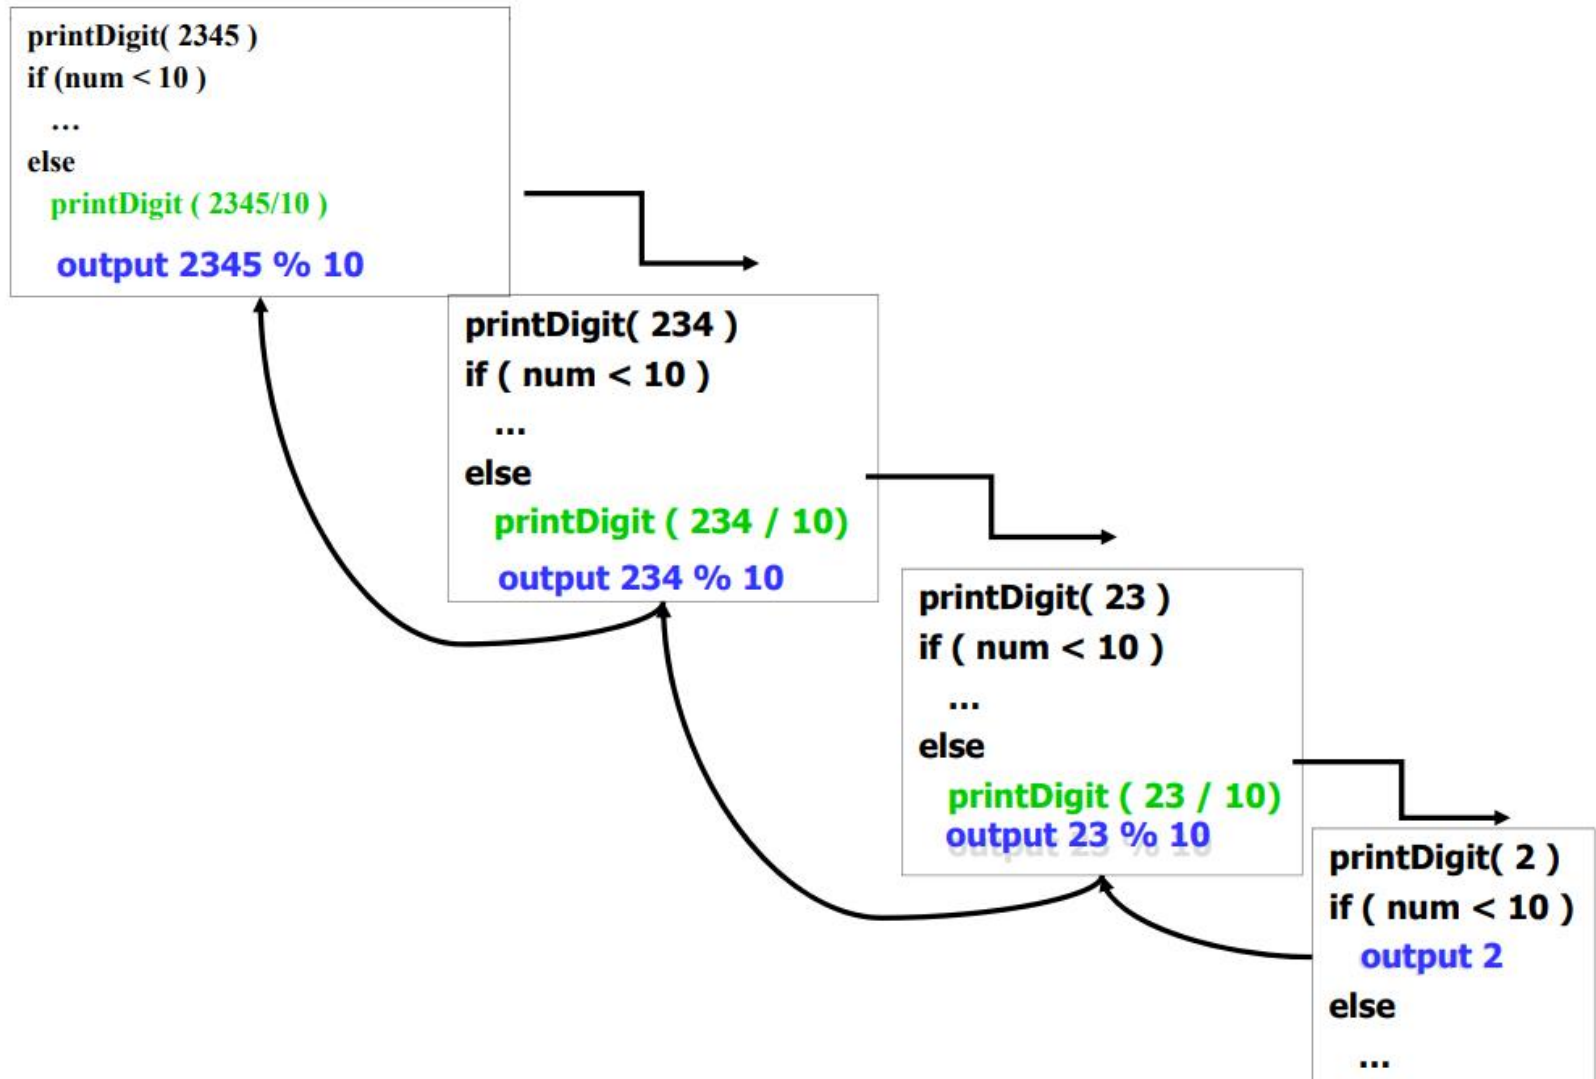 printDigit( 2345 )
if (num < 10 )
...
else
printDigit ( 2345/10 )
output 2345 % 10
printDigit( 234 )
if ( num < 10 )
...
else
printDigit ( 234 / 10)
output 234 % 10
printDigit( 23 )
if ( num < 10 )
...
else
printDigit ( 23 / 10)
output 23 % 10
printDigit( 2 )
if ( num < 10 )
output 2
else
...